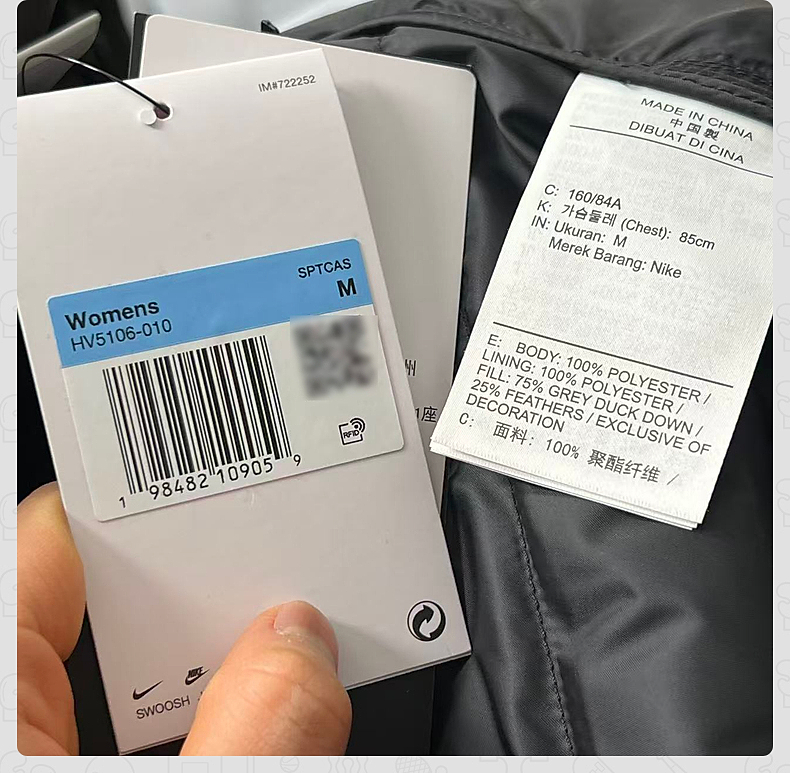 IM#722252
SPTCAS
M
Womens
HV5106-010
RFID
1 98482 10905 9
SWOOSH
州
1座
MADE IN CHINA
中国製
DIBUAT DI CINA
C: 160/84A
K: 가슴둘레 (Chest): 85cm
IN: Ukuran: M
Merek Barang: Nike
E: BODY: 100% POLYESTER /
LINING: 100% POLYESTER /
FILL: 75% GREY DUCK DOWN /
25% FEATHERS / EXCLUSIVE OF
DECORATION
C: 面料: 100% 聚酯纤维 /